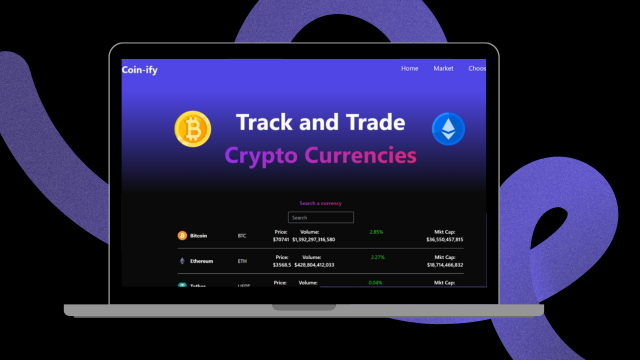 Coin-ify
Home Market Choos
Track and Trade
Crypto Currencies
Search a currency
Search
Bitcoin BTC Price: Volume: 2.85% Mkt Cap:
$70741 $1,392,297,316,580 $36,550,457,815
Ethereum ETH Price: Volume: 2.27% Mkt Cap:
$3568.5 $428,804,412,033 $18,714,466,832
Price: Volume: 0.04% Mkt Cap: